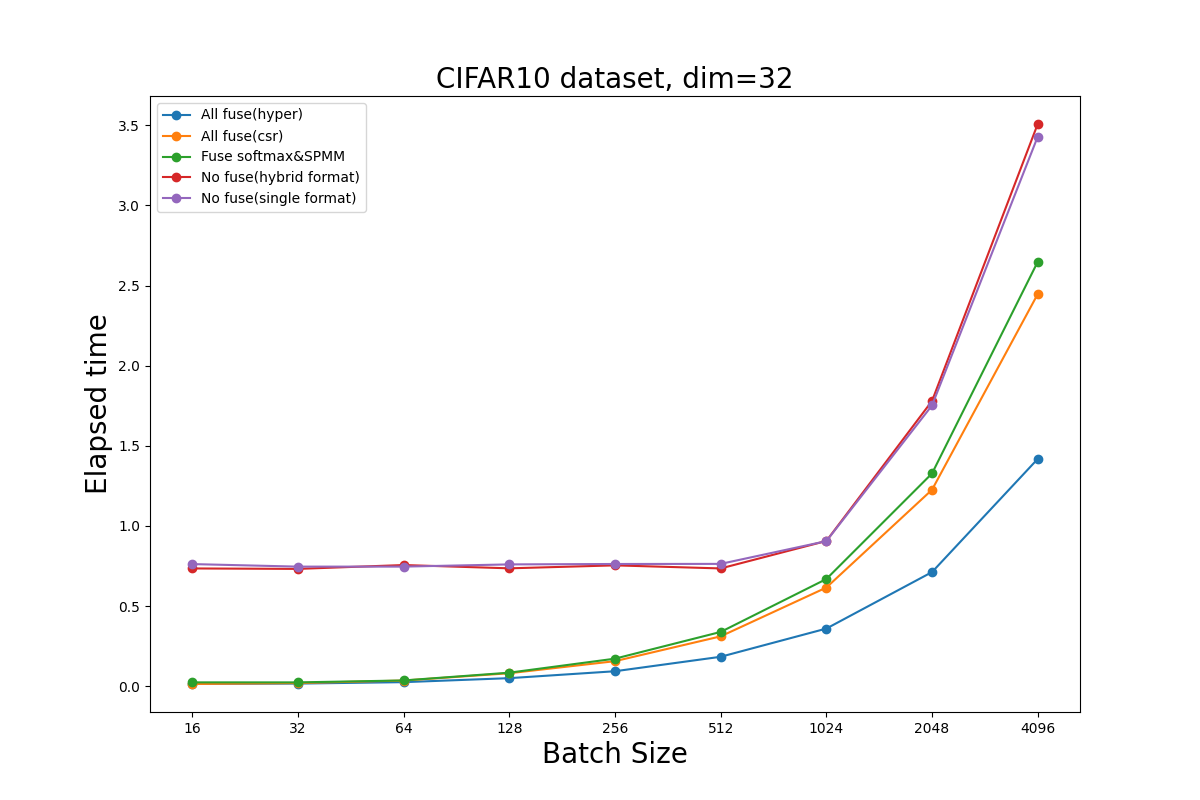 CIFAR10 dataset, dim=32
All fuse(hyper)
All fuse(csr)
Fuse softmax&SPMM
No fuse(hybrid format)
No fuse(single format)
Elapsed time
3.5
3.0
2.5
2.0
1.5
1.0
0.5
0.0
16 32 64 128 256 512 1024 2048 4096
Batch Size